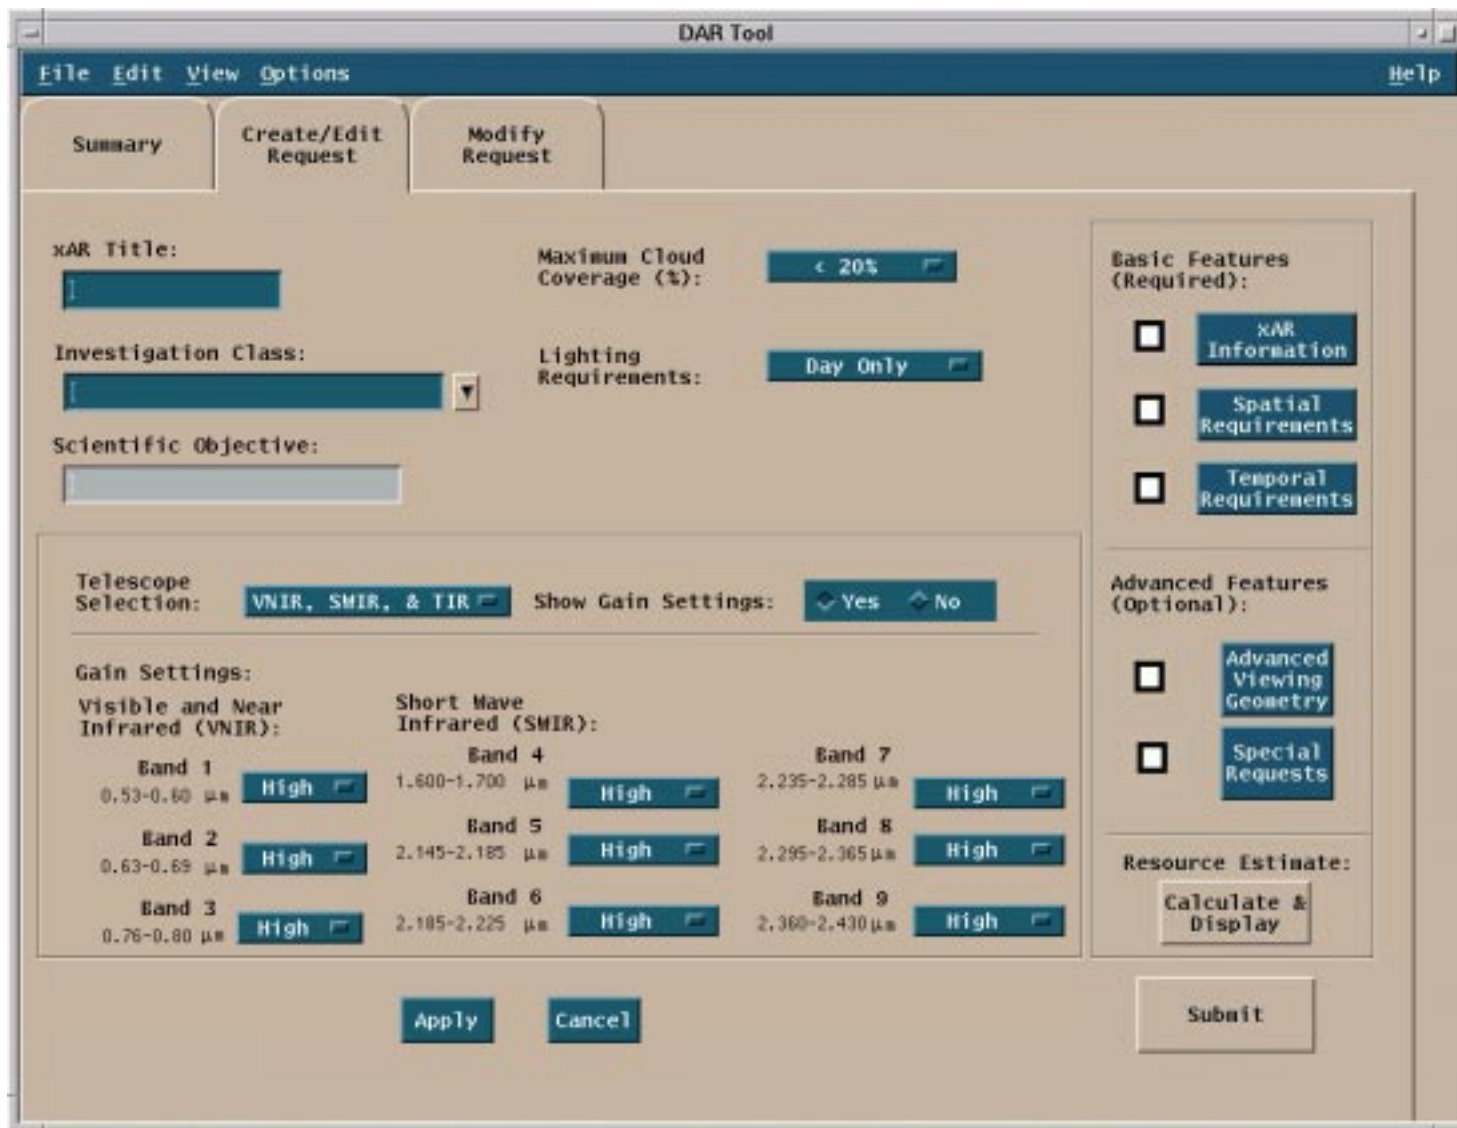 DAR Tool
File Edit View Options Help
Summary
Create/Edit
Request
Modify
Request
xAR Title:
Maximum Cloud
Coverage (%):
< 20%
Investigation Class:
Lighting
Requirements:
Day Only
Scientific Objective:
Basic Features
(Required):
xAR
Information
Spatial
Requirements
Temporal
Requirements
Telescope
Selection:
VNIR, SWIR, & TIR
Show Gain Settings:
Yes No
Advanced Features
(Optional):
Advanced
Viewing
Geometry
Special
Requests
Gain Settings:
Visible and Near
Infrared (VNIR):
Band 1
0.53-0.60 μm
High
Band 2
0.63-0.69 μm
High
Band 3
0.76-0.80 μm
High
Short Wave
Infrared (SWIR):
Band 4
1.600-1.700 μm
High
Band 5
2.145-2.185 μm
High
Band 6
2.185-2.225 μm
High
Band 7
2.235-2.285 μm
High
Band 8
2.295-2.365 μm
High
Band 9
2.360-2.430 μm
High
Resource Estimate:
Calculate &
Display
Apply
Cancel
Submit